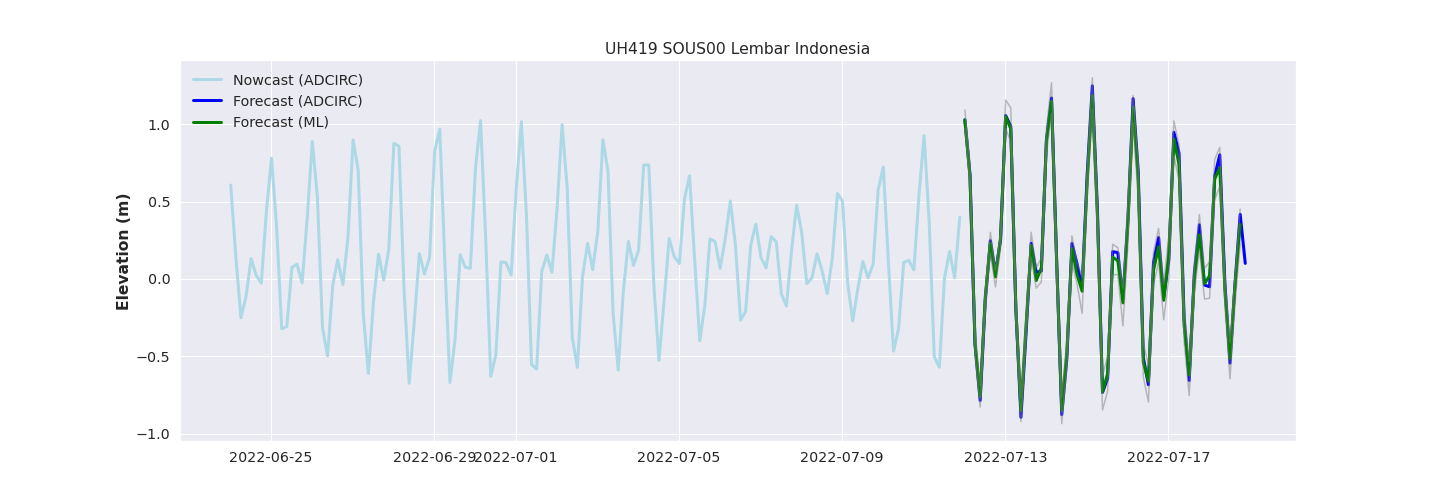 UH419 SOUS00 Lembar Indonesia
Nowcast (ADCIRC)
Forecast (ADCIRC)
Forecast (ML)
Elevation (m)
1.0
0.5
0.0
−0.5
−1.0
2022-06-25
2022-06-29
2022-07-01
2022-07-05
2022-07-09
2022-07-13
2022-07-17